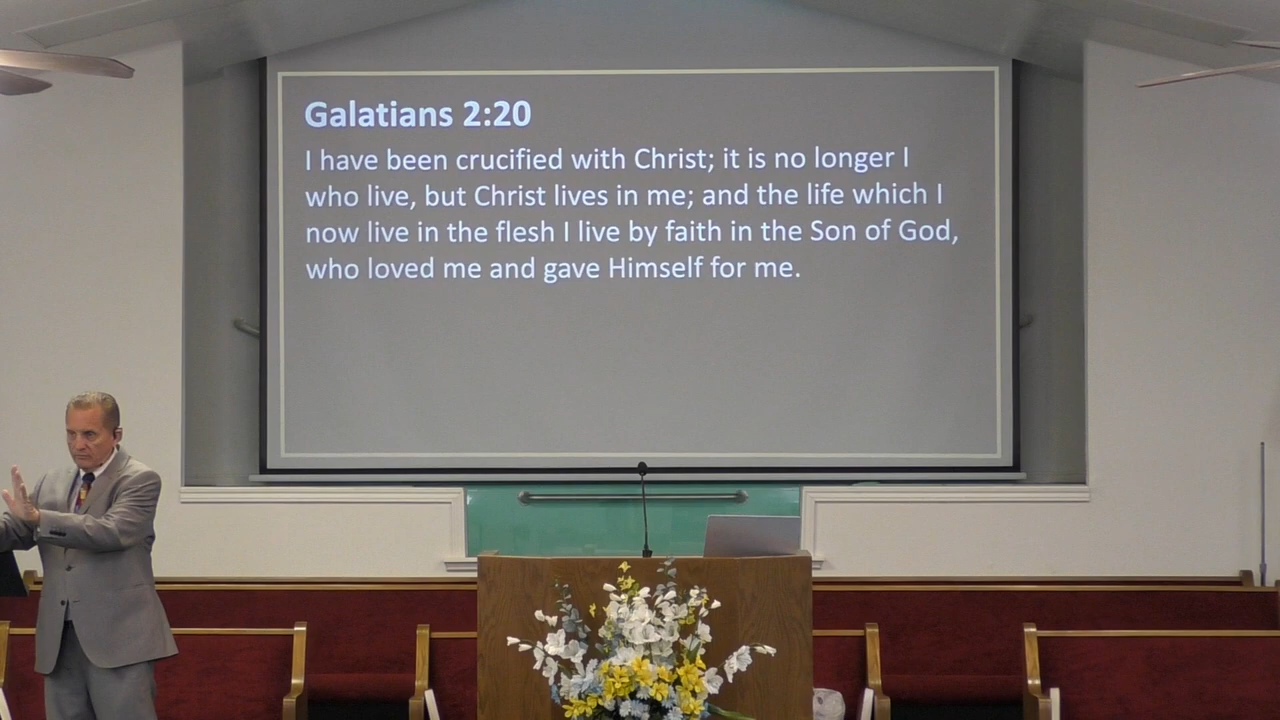 Galatians 2:20
I have been crucified with Christ; it is no longer I
who live, but Christ lives in me; and the life which I
now live in the flesh I live by faith in the Son of God,
who loved me and gave Himself for me.